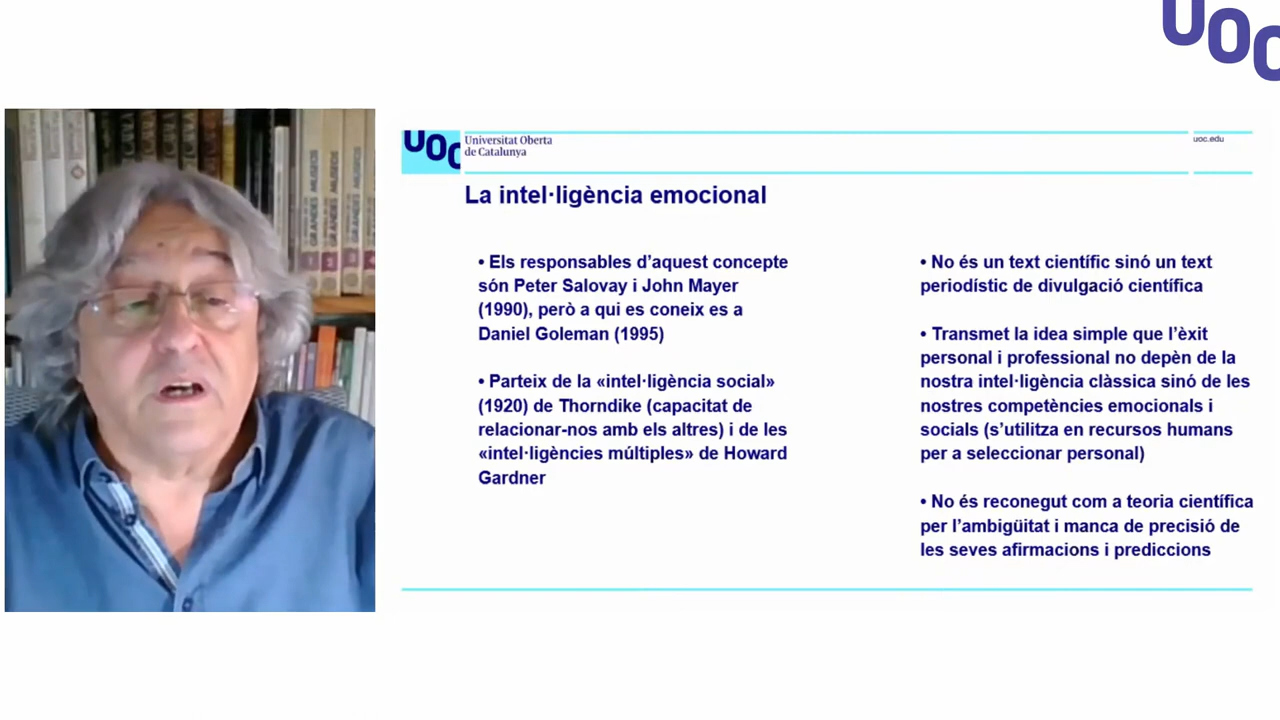 UOC
UOC
Universitat Oberta
de Catalunya
uoc.edu
La intel·ligència emocional
• Els responsables d'aquest concepte
són Peter Salovay i John Mayer
(1990), però a qui es coneix es a
Daniel Goleman (1995)
• Parteix de la «intel·ligència social»
(1920) de Thorndike (capacitat de
relacionar-nos amb els altres) i de les
«intel·ligències múltiples» de Howard
Gardner
• No és un text científic sinó un text
periodístic de divulgació científica
• Transmet la idea simple que l'èxit
personal i professional no depèn de la
nostra intel·ligència clàssica sinó de les
nostres competències emocionals i
socials (s'utilitza en recursos humans
per a seleccionar personal)
• No és reconegut com a teoria científica
per l'ambigüitat i manca de precisió de
les seves afirmacions i prediccions
GRANDES MUSEOS
GRANDES MUSEOS